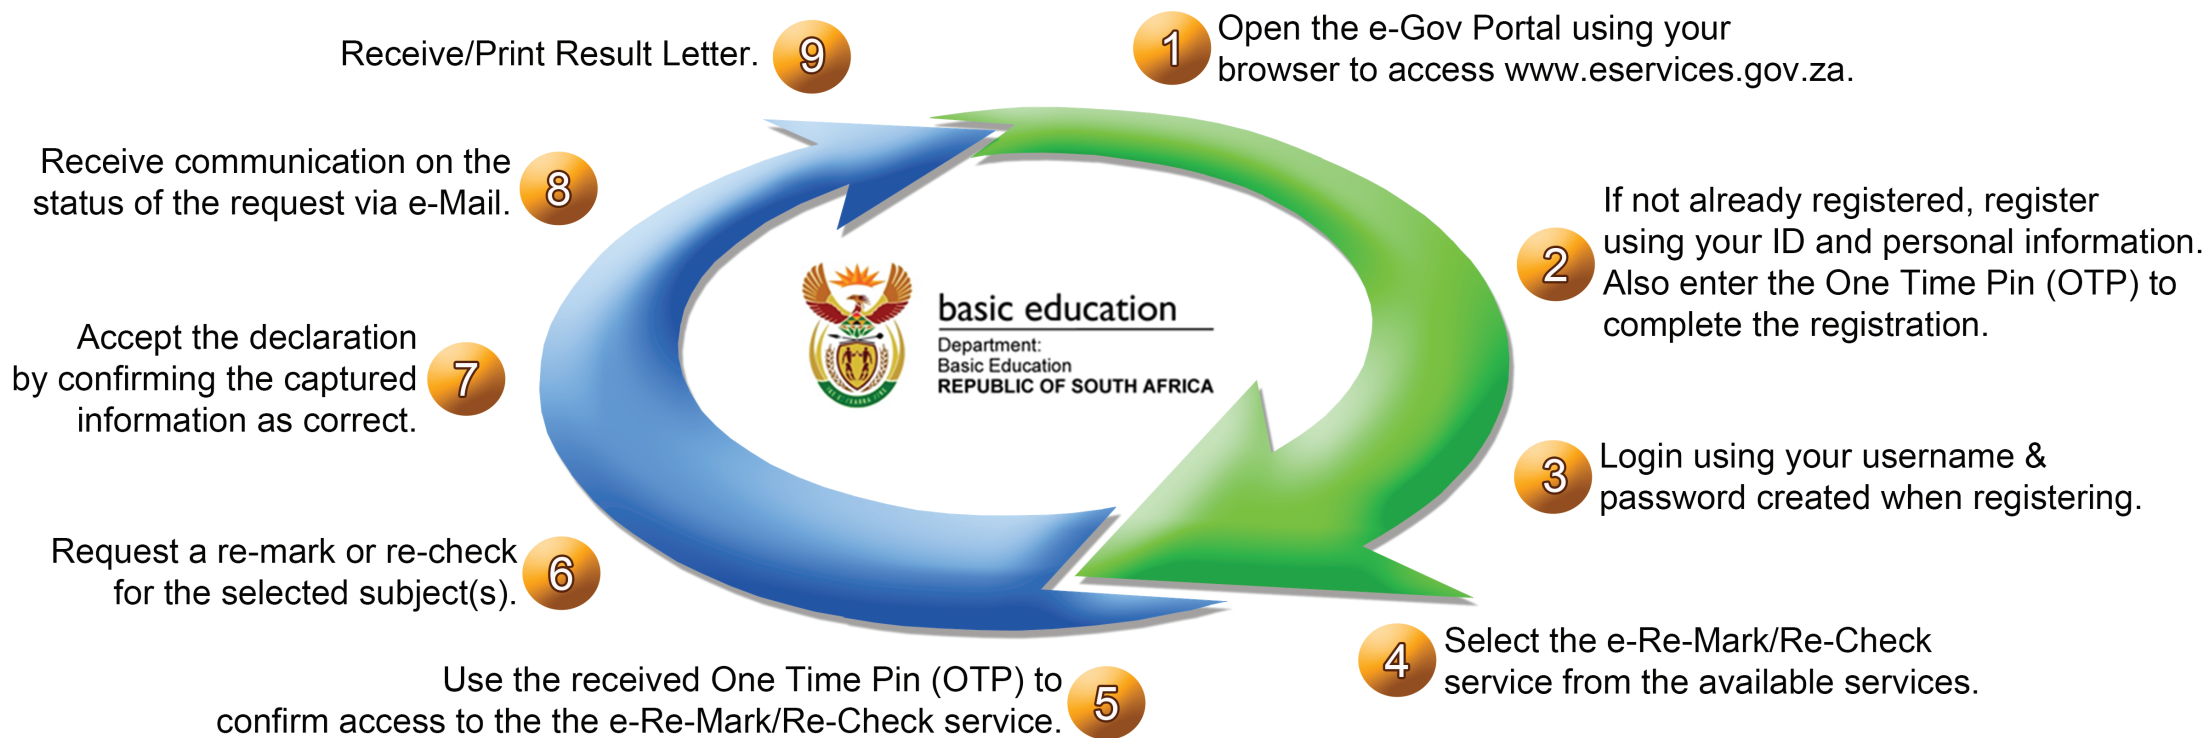 1
Open the e-Gov Portal using your
browser to access www.eservices.gov.za.
2
If not already registered, register
using your ID and personal information.
Also enter the One Time Pin (OTP) to
complete the registration.
3
Login using your username &
password created when registering.
4
Select the e-Re-Mark/Re-Check
service from the available services.
5
Use the received One Time Pin (OTP) to
confirm access to the the e-Re-Mark/Re-Check service.
6
Request a re-mark or re-check
for the selected subject(s).
7
Accept the declaration
by confirming the captured
information as correct.
8
Receive communication on the
status of the request via e-Mail.
9
Receive/Print Result Letter.
basic education
Department:
Basic Education
REPUBLIC OF SOUTH AFRICA